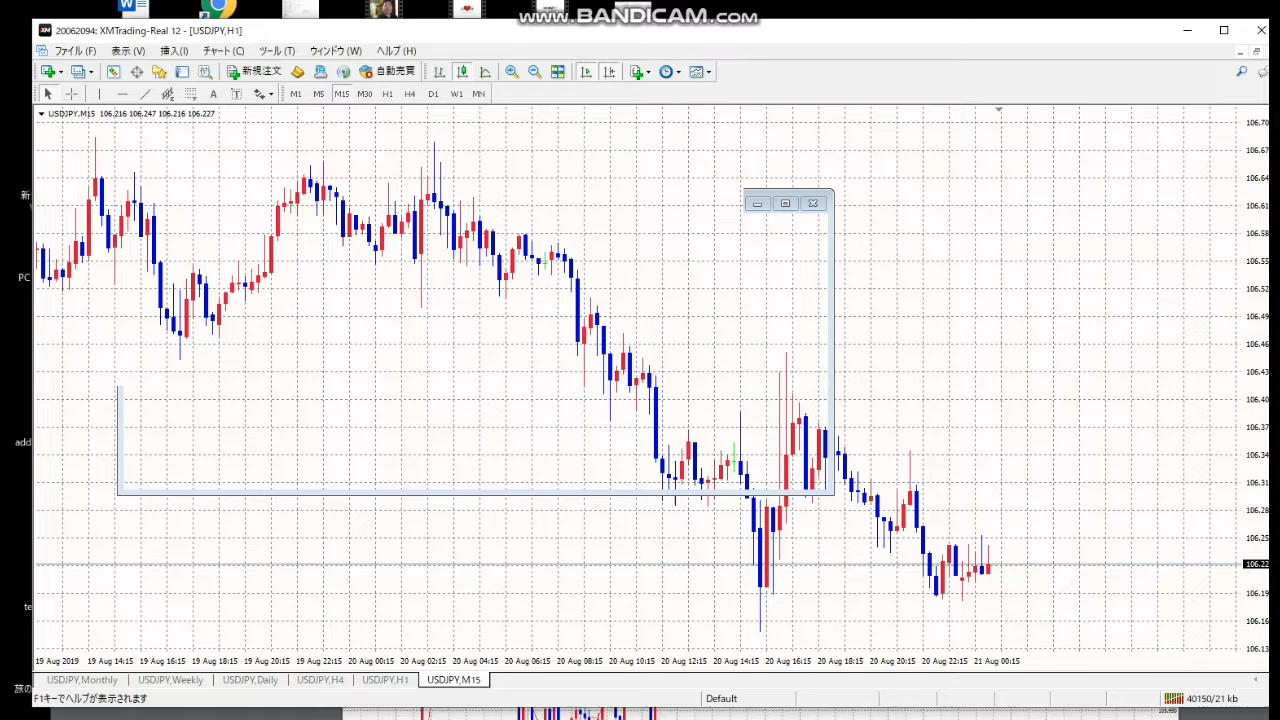 www.BANDICAM.com
20062094: XMTrading-Real 12 - [USDJPY,H1]
ファイル (F) 表示 (V) 挿入(I) チャート (C) ツール (T) ウィンドウ (W) ヘルプ (H)
新規注文 自動売買
A T M1 M5 M15 M30 H1 H4 D1 W1 MN
USDJPY,M15 106.216 106.247 106.216 106.227
106.70
106.67
106.64
106.61
106.58
106.55
106.52
106.49
106.46
106.43
106.40
106.37
106.34
106.31
106.28
106.25
106.22
106.19
106.16
106.13
新
PC
add
te
旅の
19 Aug 2019 19 Aug 14:15 19 Aug 16:15 19 Aug 18:15 19 Aug 20:15 19 Aug 22:15 20 Aug 00:15 20 Aug 02:15 20 Aug 04:15 20 Aug 06:15 20 Aug 08:15 20 Aug 10:15 20 Aug 12:15 20 Aug 14:15 20 Aug 16:15 20 Aug 18:15 20 Aug 20:15 20 Aug 22:15 21 Aug 00:15
USDJPY,Monthly USDJPY,Weekly USDJPY,Daily USDJPY,H4 USDJPY,H1 USDJPY,M15
F1キーでヘルプが表示されます Default 40150/21 kb